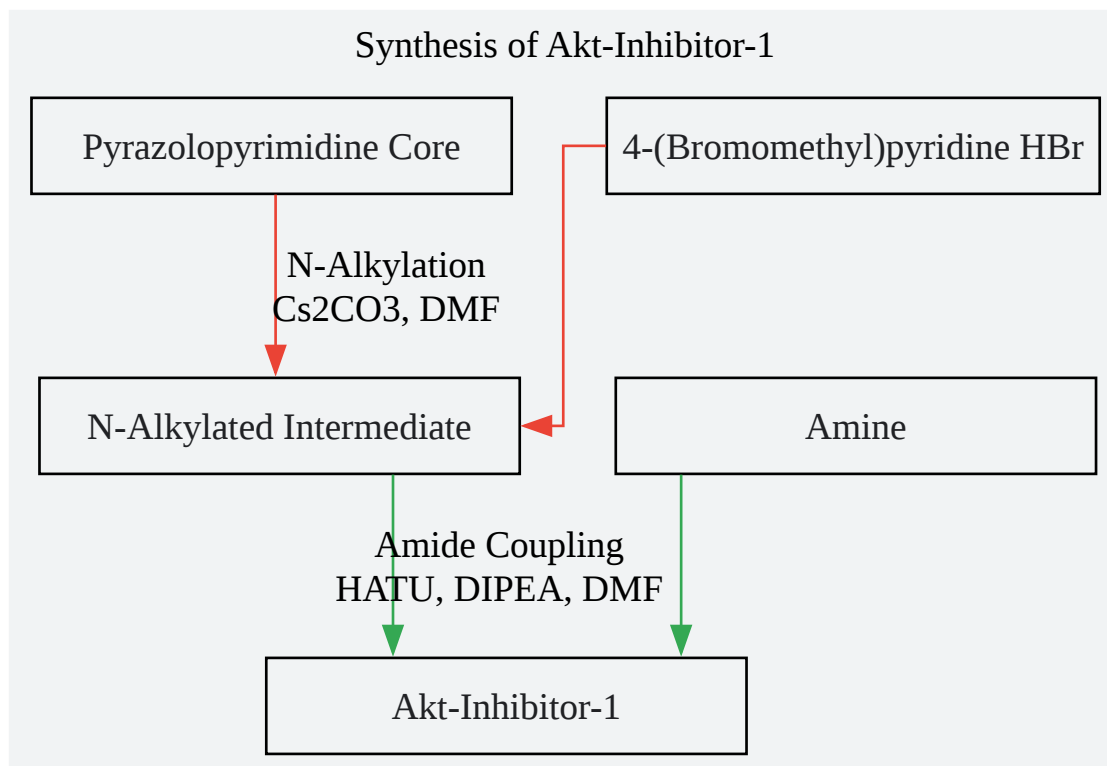 Synthesis of Akt-Inhibitor-1
Pyrazolopyrimidine Core
4-(Bromomethyl)pyridine HBr
N-Alkylation
Cs2CO3, DMF
N-Alkylated Intermediate
Amine
Amide Coupling
HATU, DIPEA, DMF
Akt-Inhibitor-1